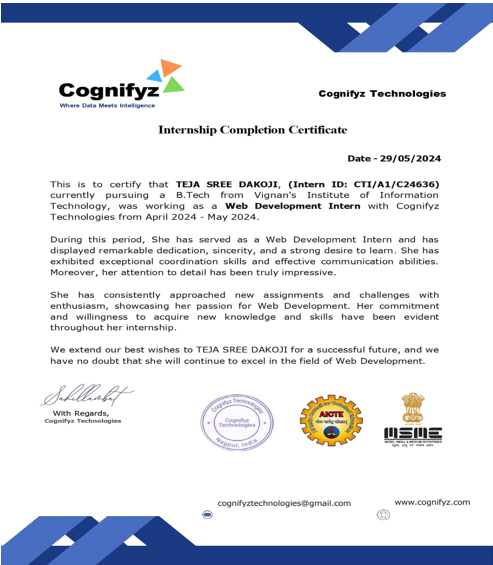 Cognifyz
Where Data Meets Intelligence
Cognifyz Technologies
Internship Completion Certificate
Date - 29/05/2024
This is to certify that TEJA SREE DAKOJI, (Intern ID: CTI/A1/C24636)
currently pursuing a B.Tech from Vignan's Institute of Information
Technology, was working as a Web Development Intern with Cognifyz
Technologies from April 2024 - May 2024.
During this period, She has served as a Web Development Intern and has
displayed remarkable dedication, sincerity, and a strong desire to learn. She has
exhibited exceptional coordination skills and effective communication abilities.
Moreover, her attention to detail has been truly impressive.
She has consistently approached new assignments and challenges with
enthusiasm, showcasing her passion for Web Development. Her commitment
and willingness to acquire new knowledge and skills have been evident
throughout her internship.
We extend our best wishes to TEJA SREE DAKOJI for a successful future, and we
have no doubt that she will continue to excel in the field of Web Development.
With Regards,
Cognifyz Technologies
Cognifyz Technologies
Cognifyz
Technologies
Nagpur, India
AICTE
MSME
MICRO, SMALL & MEDIUM ENTERPRISES
cognifyztechnologies@gmail.com
www.cognifyz.com